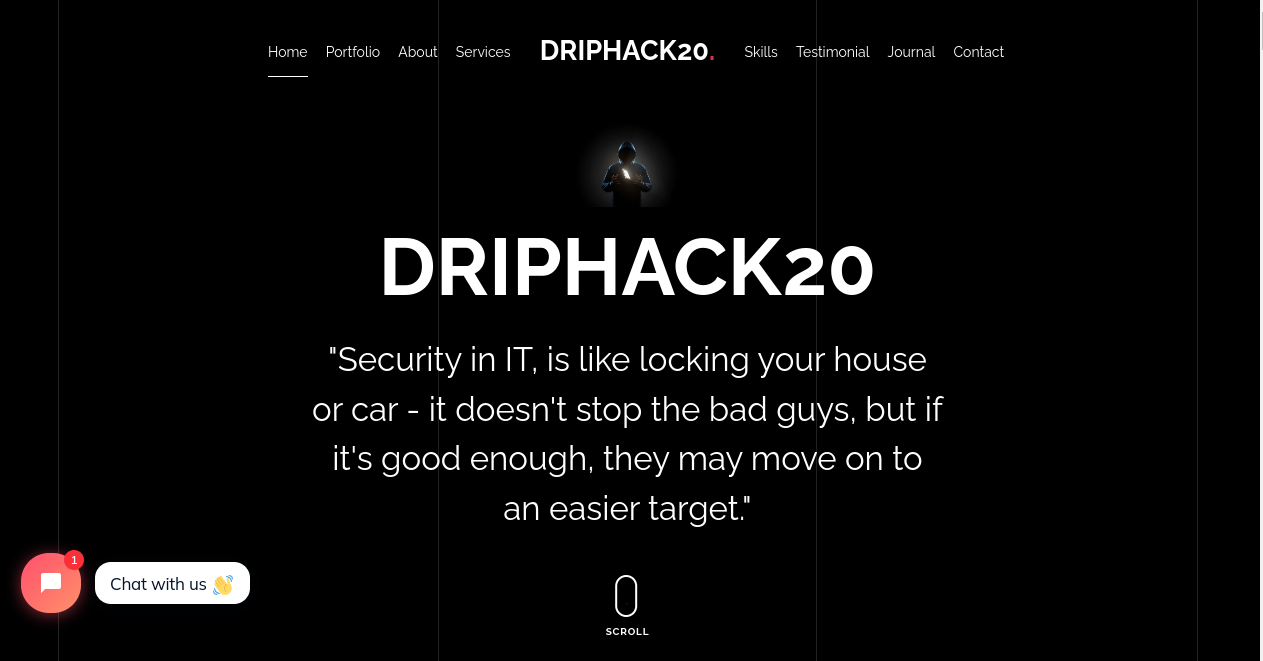 Home Portfolio About Services DRIPHACK20. Skills Testimonial Journal Contact
DRIPHACK20
"Security in IT, is like locking your house
or car - it doesn't stop the bad guys, but if
it's good enough, they may move on to
an easier target."
1
Chat with us 👋
SCROLL